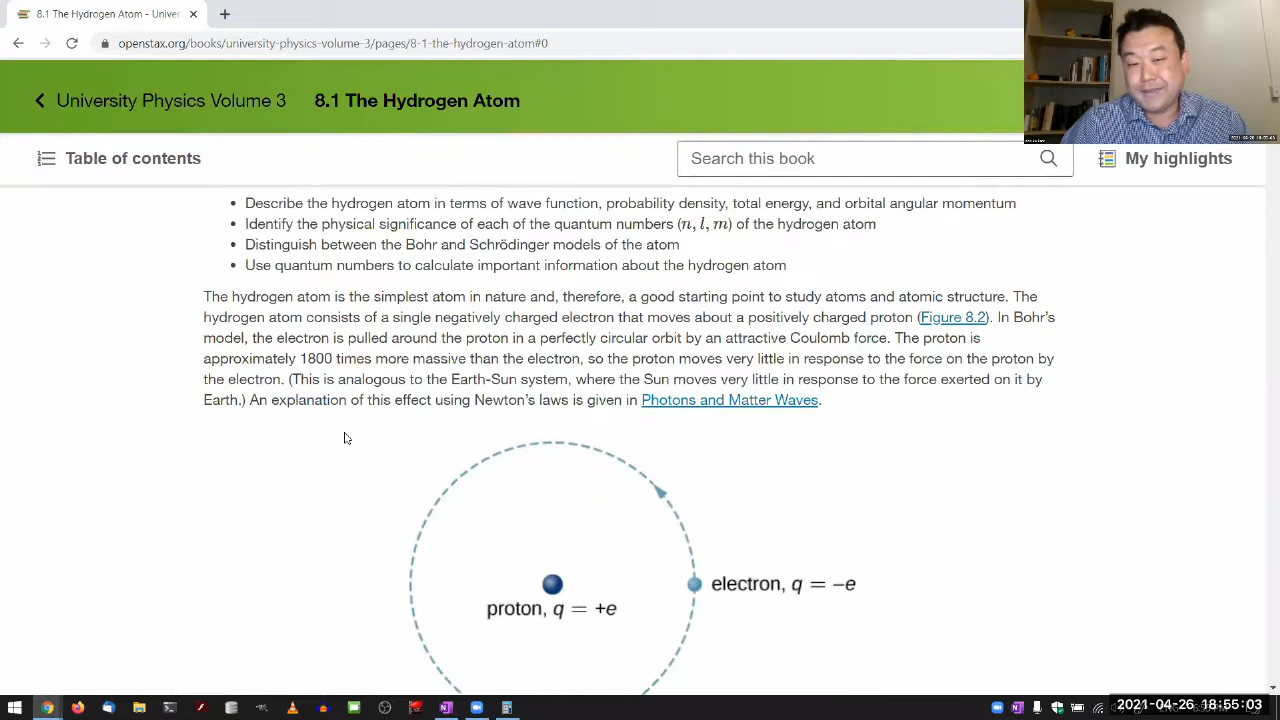 8.1 The Hydrogen Atom - Univer
openstax.org/books/university-physics-volume-3/pages/8-1-the-hydrogen-atom#0
University Physics Volume 3 8.1 The Hydrogen Atom
Table of contents
Search this book
My highlights
• Describe the hydrogen atom in terms of wave function, probability density, total energy, and orbital angular momentum
• Identify the physical significance of each of the quantum numbers (n, l, m) of the hydrogen atom
• Distinguish between the Bohr and Schrödinger models of the atom
• Use quantum numbers to calculate important information about the hydrogen atom
The hydrogen atom is the simplest atom in nature and, therefore, a good starting point to study atoms and atomic structure. The
hydrogen atom consists of a single negatively charged electron that moves about a positively charged proton (Figure 8.2). In Bohr's
model, the electron is pulled around the proton in a perfectly circular orbit by an attractive Coulomb force. The proton is
approximately 1800 times more massive than the electron, so the proton moves very little in response to the force on the proton by
the electron. (This is analogous to the Earth-Sun system, where the Sun moves very little in response to the force exerted on it by
Earth.) An explanation of this effect using Newton's laws is given in Photons and Matter Waves.
electron, q = −e
proton, q = +e
2021-04-26 18:55:03